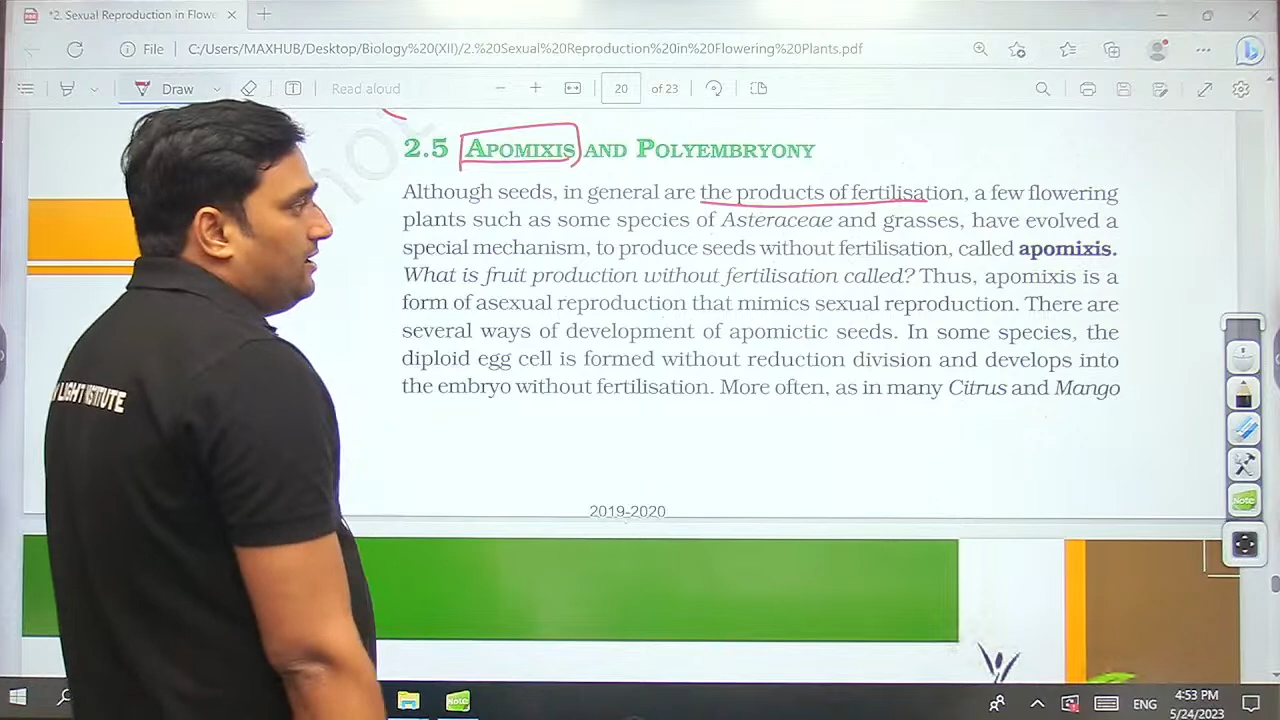 *2. Sexual Reproduction in Flowe
File
C:/Users/MAXHUB/Desktop/Biology%20(XII)/2.%20Sexual%20Reproduction%20in%20Flowering%20Plants.pdf
Draw
Read aloud
20
of 23
not
2.5 APOMIXIS AND POLYEMBRYONY
Although seeds, in general are the products of fertilisation, a few flowering
plants such as some species of Asteraceae and grasses, have evolved a
special mechanism, to produce seeds without fertilisation, called apomixis.
What is fruit production without fertilisation called? Thus, apomixis is a
form of asexual reproduction that mimics sexual reproduction. There are
several ways of development of apomictic seeds. In some species, the
diploid egg cell is formed without reduction division and develops into
the embryo without fertilisation. More often, as in many Citrus and Mango
2019-2020
LIGHT
Note
Note
ENG
4:53 PM
5/24/2023